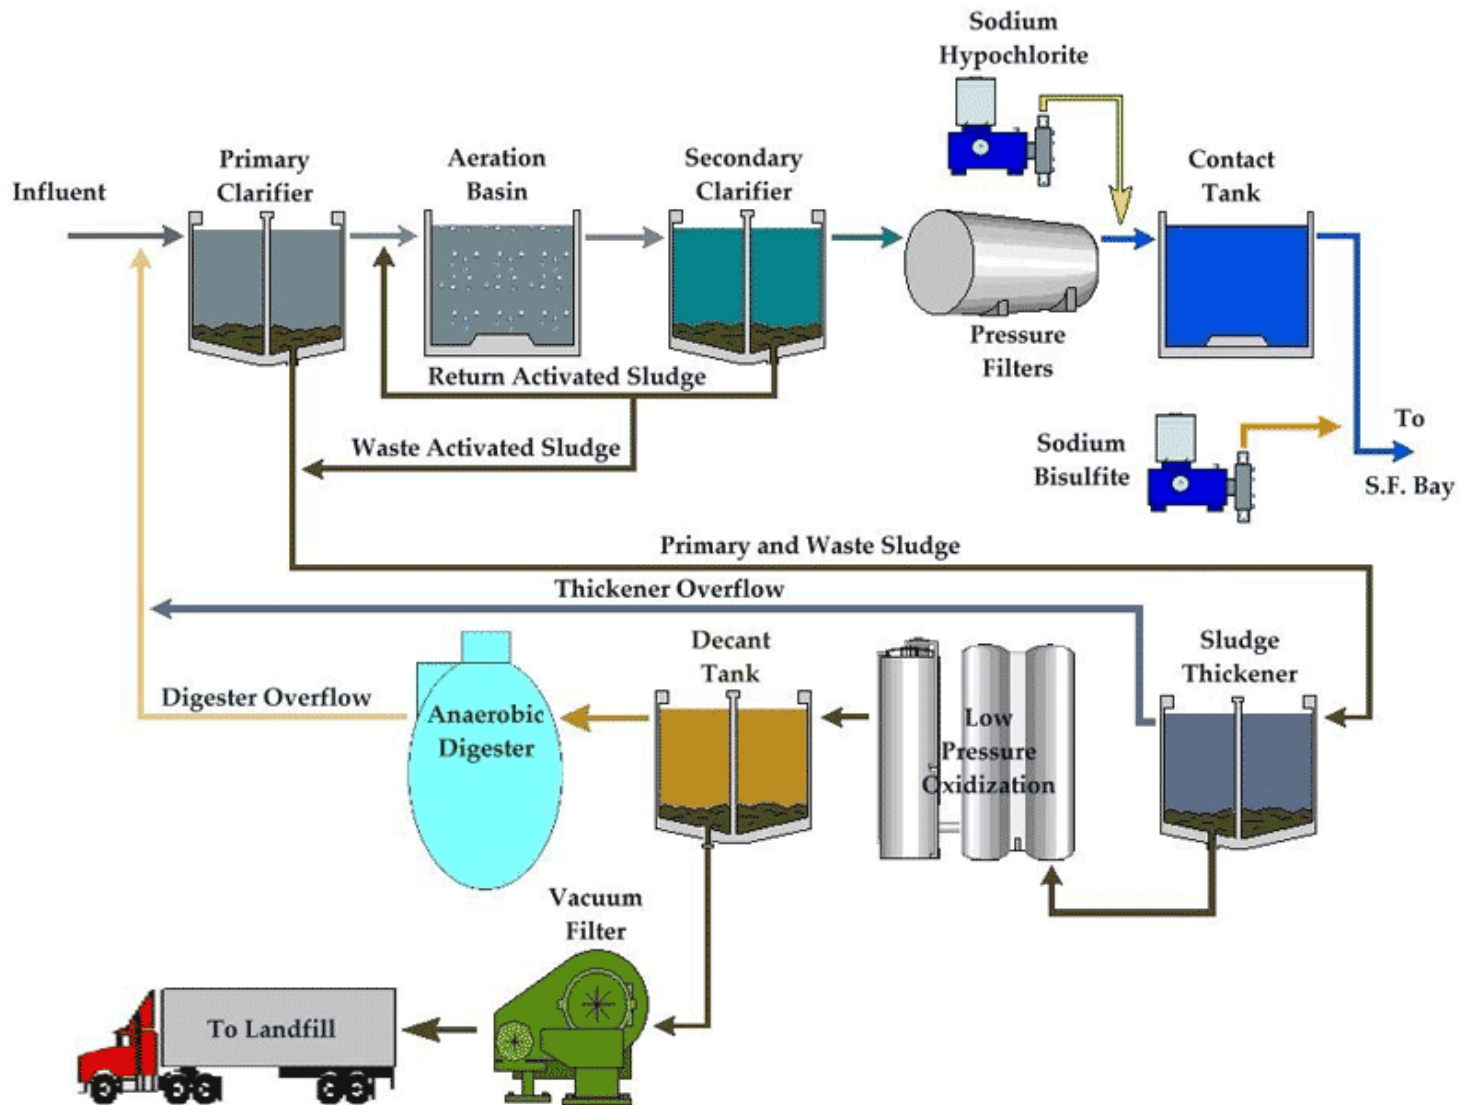 Sodium
Hypochlorite
Influent
Primary
Clarifier
Aeration
Basin
Secondary
Clarifier
Contact
Tank
Pressure
Filters
Return Activated Sludge
Waste Activated Sludge
Sodium
Bisulfite
To
S.F. Bay
Primary and Waste Sludge
Thickener Overflow
Decant
Tank
Sludge
Thickener
Digester Overflow
Anaerobic
Digester
Low
Pressure
Oxidization
Vacuum
Filter
To Landfill